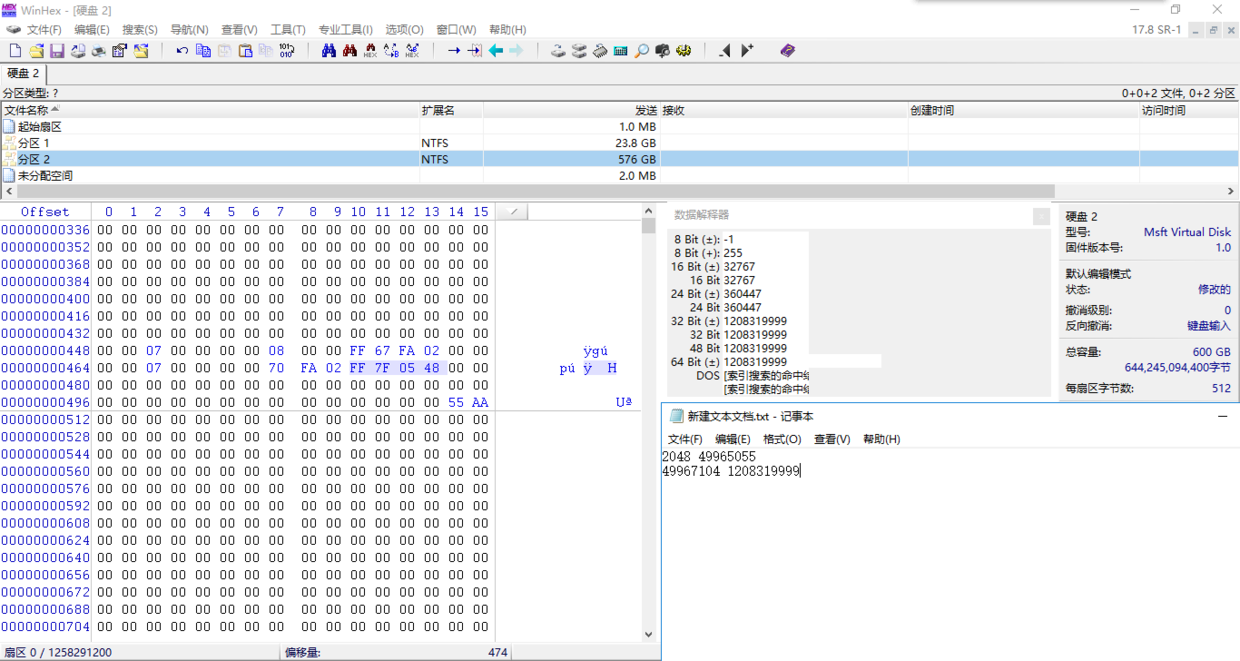 WinHex - [硬盘 2]
文件(F) 编辑(E) 搜索(S) 导航(N) 查看(V) 工具(T) 专业工具(I) 选项(O) 窗口(W) 帮助(H) 17.8 SR-1
硬盘 2
分区类型: ? 0+0+2 文件, 0+2 分区
文件名称 扩展名 发送 接收 创建时间 访问时间
起始扇区 1.0 MB
分区 1 NTFS 23.8 GB
分区 2 NTFS 576 GB
未分配空间 2.0 MB
Offset 0 1 2 3 4 5 6 7 8 9 10 11 12 13 14 15
00000000336 00 00 00 00 00 00 00 00 00 00 00 00 00 00 00 00
00000000352 00 00 00 00 00 00 00 00 00 00 00 00 00 00 00 00
00000000368 00 00 00 00 00 00 00 00 00 00 00 00 00 00 00 00
00000000384 00 00 00 00 00 00 00 00 00 00 00 00 00 00 00 00
00000000400 00 00 00 00 00 00 00 00 00 00 00 00 00 00 00 00
00000000416 00 00 00 00 00 00 00 00 00 00 00 00 00 00 00 00
00000000432 00 00 00 00 00 00 00 00 00 00 00 00 00 00 00 00
00000000448 00 00 07 00 00 00 00 08 00 00 FF 67 FA 02 00 00 ÿgú
00000000464 00 00 07 00 00 00 00 70 FA 02 FF 7F 05 48 00 00 pú ÿ H
00000000480 00 00 00 00 00 00 00 00 00 00 00 00 00 00 00 00
00000000496 00 00 00 00 00 00 00 00 00 00 00 00 00 00 55 AA Uª
00000000512 00 00 00 00 00 00 00 00 00 00 00 00 00 00 00 00
00000000528 00 00 00 00 00 00 00 00 00 00 00 00 00 00 00 00
00000000544 00 00 00 00 00 00 00 00 00 00 00 00 00 00 00 00
00000000560 00 00 00 00 00 00 00 00 00 00 00 00 00 00 00 00
00000000576 00 00 00 00 00 00 00 00 00 00 00 00 00 00 00 00
00000000592 00 00 00 00 00 00 00 00 00 00 00 00 00 00 00 00
00000000608 00 00 00 00 00 00 00 00 00 00 00 00 00 00 00 00
00000000624 00 00 00 00 00 00 00 00 00 00 00 00 00 00 00 00
00000000640 00 00 00 00 00 00 00 00 00 00 00 00 00 00 00 00
00000000656 00 00 00 00 00 00 00 00 00 00 00 00 00 00 00 00
00000000672 00 00 00 00 00 00 00 00 00 00 00 00 00 00 00 00
00000000688 00 00 00 00 00 00 00 00 00 00 00 00 00 00 00 00
00000000704 00 00 00 00 00 00 00 00 00 00 00 00 00 00 00 00
扇区 0 / 1258291200 偏移量: 474
数据解释器
8 Bit (±): -1
8 Bit (+): 255
16 Bit (±) 32767
16 Bit 32767
24 Bit (±) 360447
24 Bit 360447
32 Bit (±) 1208319999
32 Bit 1208319999
48 Bit 1208319999
64 Bit (±) 1208319999
DOS [索引搜索的命中
[索引搜索的命中
硬盘 2
型号: Msft Virtual Disk
固件版本号: 1.0
默认编辑模式
状态: 修改的
撤消级别: 0
反向撤消: 键盘输入
总容量: 600 GB
644,245,094,400字节
每扇区字节数: 512
新建文本文档.txt - 记事本
文件(F) 编辑(E) 格式(O) 查看(V) 帮助(H)
2048 49965055
49967104 1208319999